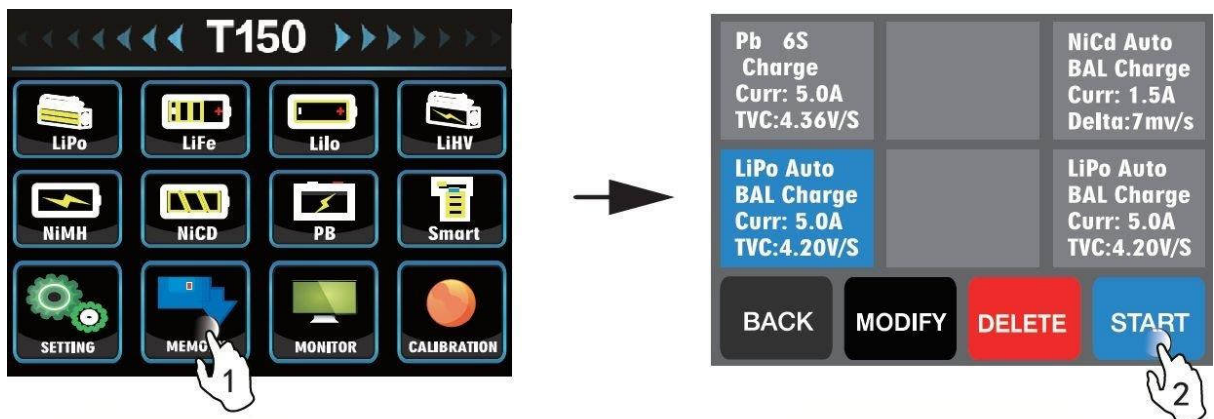 T150
LiPo
LiFe
LiIo
LiHV
NiMH
NiCD
PB
Smart
SETTING
MEMO
MONITOR
CALIBRATION
1
Pb 6S
Charge
Curr: 5.0A
TVC:4.36V/S
NiCd Auto
BAL Charge
Curr: 1.5A
Delta:7mv/s
LiPo Auto
BAL Charge
Curr: 5.0A
TVC:4.20V/S
LiPo Auto
BAL Charge
Curr: 5.0A
TVC:4.20V/S
BACK
MODIFY
DELETE
START
2